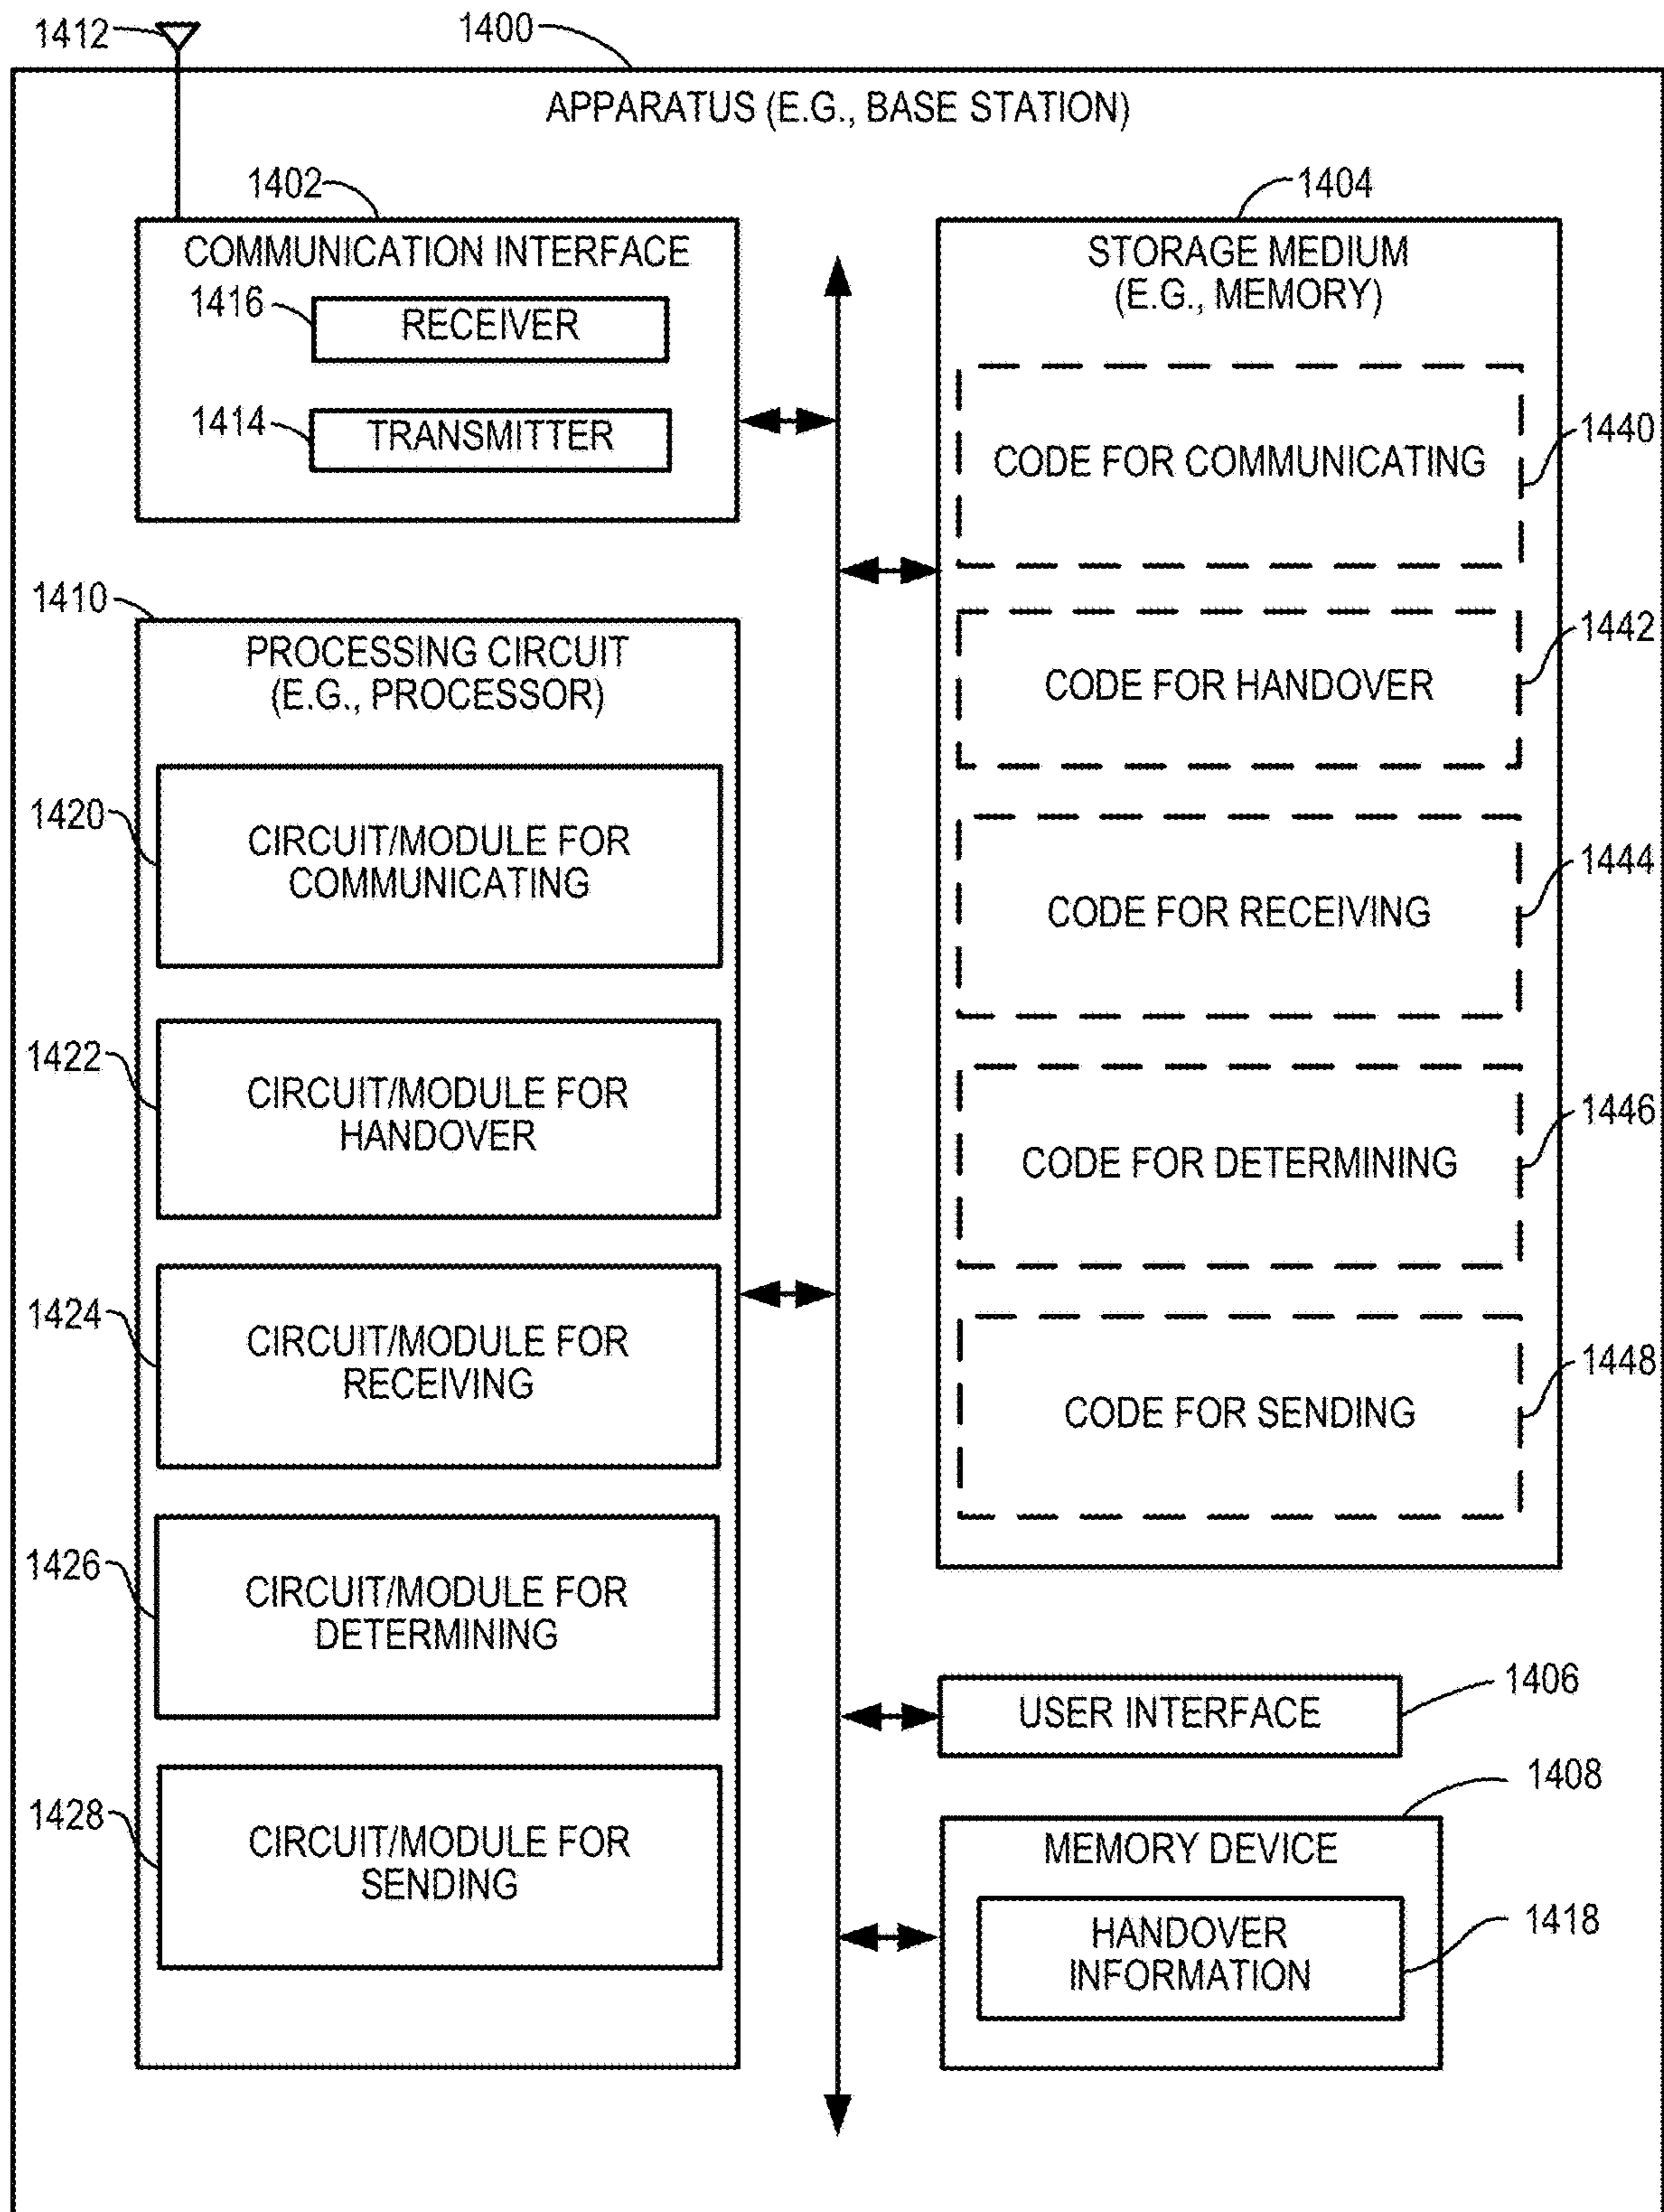 1412
1400
APPARATUS (E.G., BASE STATION)
1402
COMMUNICATION INTERFACE
1416
RECEIVER
1414
TRANSMITTER
1404
STORAGE MEDIUM
(E.G., MEMORY)
CODE FOR COMMUNICATING
1440
CODE FOR HANDOVER
1442
CODE FOR RECEIVING
1444
CODE FOR DETERMINING
1446
CODE FOR SENDING
1448
1410
PROCESSING CIRCUIT
(E.G., PROCESSOR)
1420
CIRCUIT/MODULE FOR
COMMUNICATING
1422
CIRCUIT/MODULE FOR
HANDOVER
1424
CIRCUIT/MODULE FOR
RECEIVING
1426
CIRCUIT/MODULE FOR
DETERMINING
1428
CIRCUIT/MODULE FOR
SENDING
1406
USER INTERFACE
1408
MEMORY DEVICE
HANDOVER
INFORMATION
1418